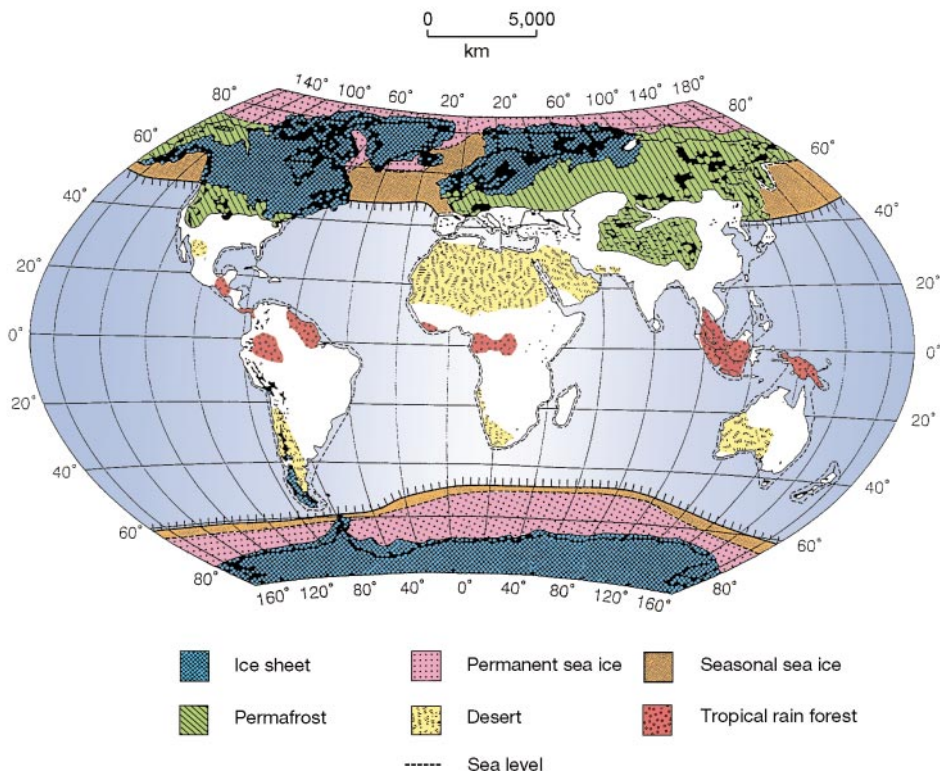 0 5,000
km
140° 100° 60° 20° 20° 60° 100° 140° 180°
80° 80°
60° 60°
40° 40°
20° 20°
0° 0°
20° 20°
40° 40°
60° 60°
80° 80°
160° 120° 80° 40° 0° 40° 80° 120° 160°
Ice sheet Permanent sea ice Seasonal sea ice
Permafrost Desert Tropical rain forest
Sea level